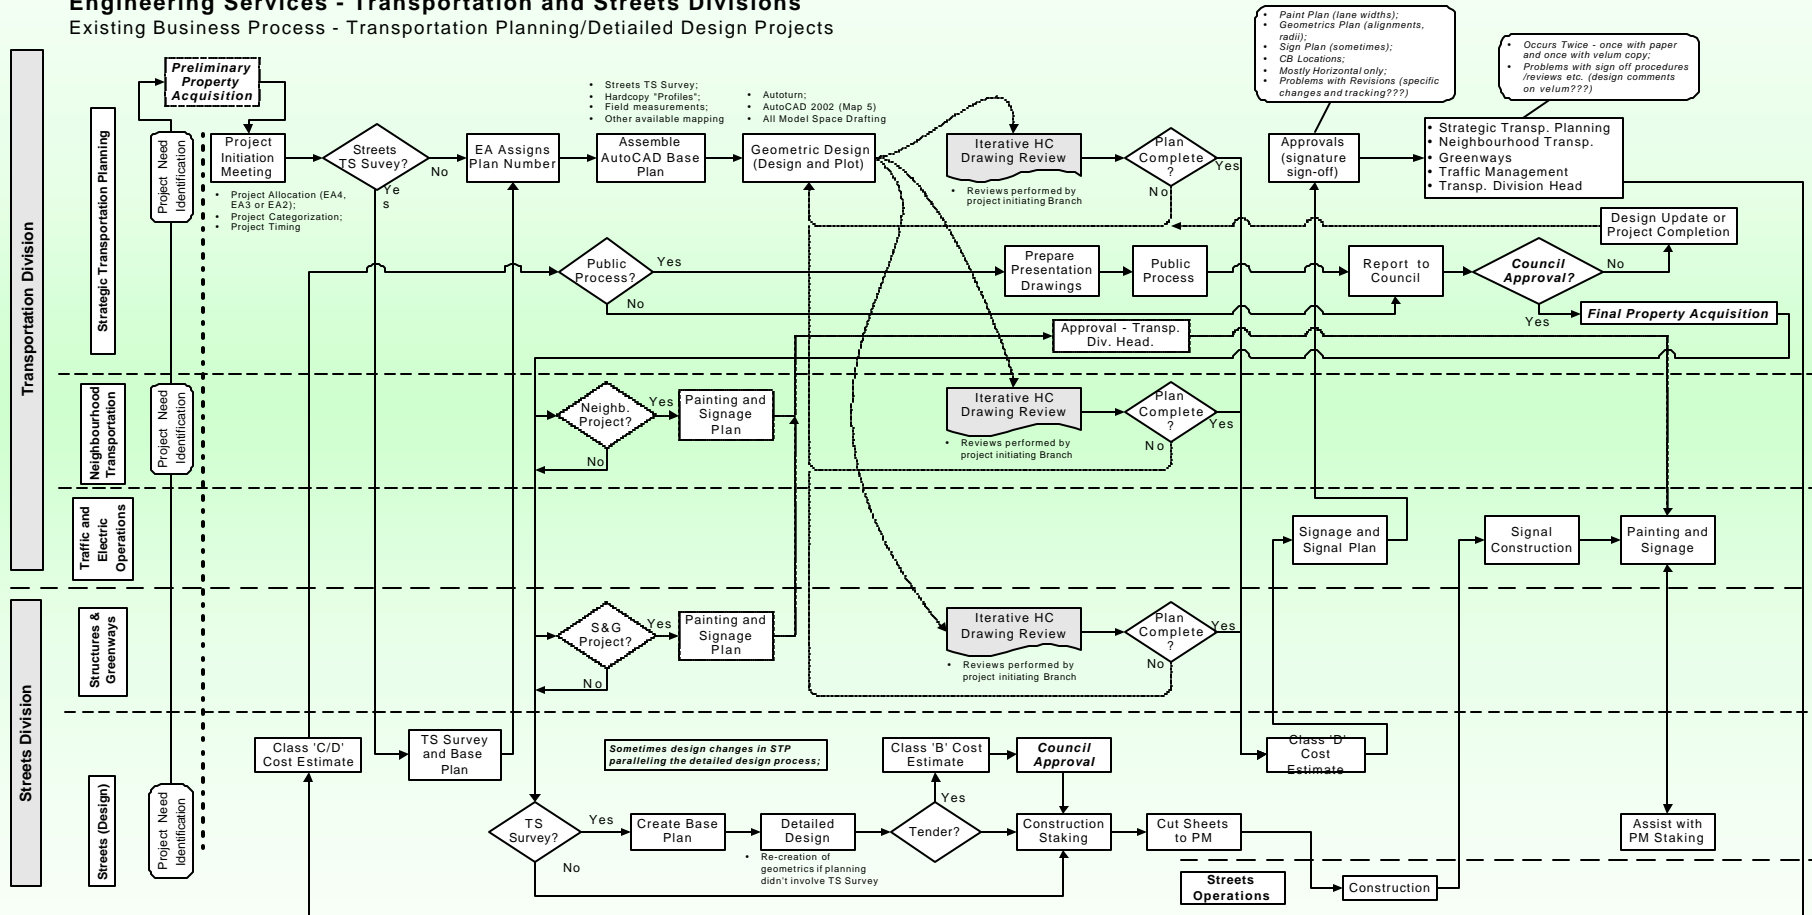 Engineering Services - Transportation and Streets Divisions
Existing Business Process - Transportation Planning/Detiailed Design Projects
• Paint Plan (lane widths);
• Geometrics Plan (alignments,
radii);
• Sign Plan (sometimes);
• CB Locations;
• Mostly Horizontal only;
• Problems with Revisions (specific
changes and tracking???)
• Occurs Twice - once with paper
and once with velum copy;
• Problems with sign off procedures
/reviews etc. (design comments
on velum???)
Transportation Division
Strategic Transportation Planning
Preliminary
Property
Acquisition
Project Need
Identification
Project
Initiation
Meeting
• Project Allocation (EA4,
EA3 or EA2);
• Project Categorization;
• Project Timing
Streets
TS Suvey?
No
Ye
s
EA Assigns
Plan Number
• Streets TS Survey;
• Hardcopy "Profiles";
• Field measurements;
• Other available mapping
Assemble
AutoCAD Base
Plan
• Autoturn;
• AutoCAD 2002 (Map 5)
• All Model Space Drafting
Geometric Design
(Design and Plot)
Iterative HC
Drawing Review
• Reviews performed by
project initiating Branch
Plan
Complete
?
Yes
No
Approvals
(signature
sign-off)
• Strategic Transp. Planning
• Neighbourhood Transp.
• Greenways
• Traffic Management
• Transp. Division Head
Design Update or
Project Completion
Public
Process?
Yes
No
Prepare
Presentation
Drawings
Public
Process
Report to
Council
Council
Approval?
No
Yes
Final Property Acquisition
Approval - Transp.
Div. Head.
Neighbourhood
Transportation
Project Need
Identification
Neighb.
Project?
Yes
No
Painting and
Signage
Plan
Iterative HC
Drawing Review
• Reviews performed by
project initiating Branch
Plan
Complete
?
Yes
No
Traffic and
Electric
Operations
Signage and
Signal Plan
Signal
Construction
Painting and
Signage
Streets Division
Structures &
Greenways
S&G
Project?
Yes
No
Painting and
Signage
Plan
Iterative HC
Drawing Review
• Reviews performed by
project initiating Branch
Plan
Complete
?
Yes
No
Streets (Design)
Project Need
Identification
Class 'C/D'
Cost Estimate
TS Survey
and Base
Plan
Sometimes design changes in STP
paralleling the detailed design process;
Class 'B' Cost
Estimate
Council
Approval
Class 'D'
Cost
Estimate
TS
Survey?
Yes
No
Create Base
Plan
Detailed
Design
• Re-creation of
geometrics if planning
didn't involve TS Survey
Tender?
Yes
Construction
Staking
Cut Sheets
to PM
Assist with
PM Staking
Streets
Operations
Construction